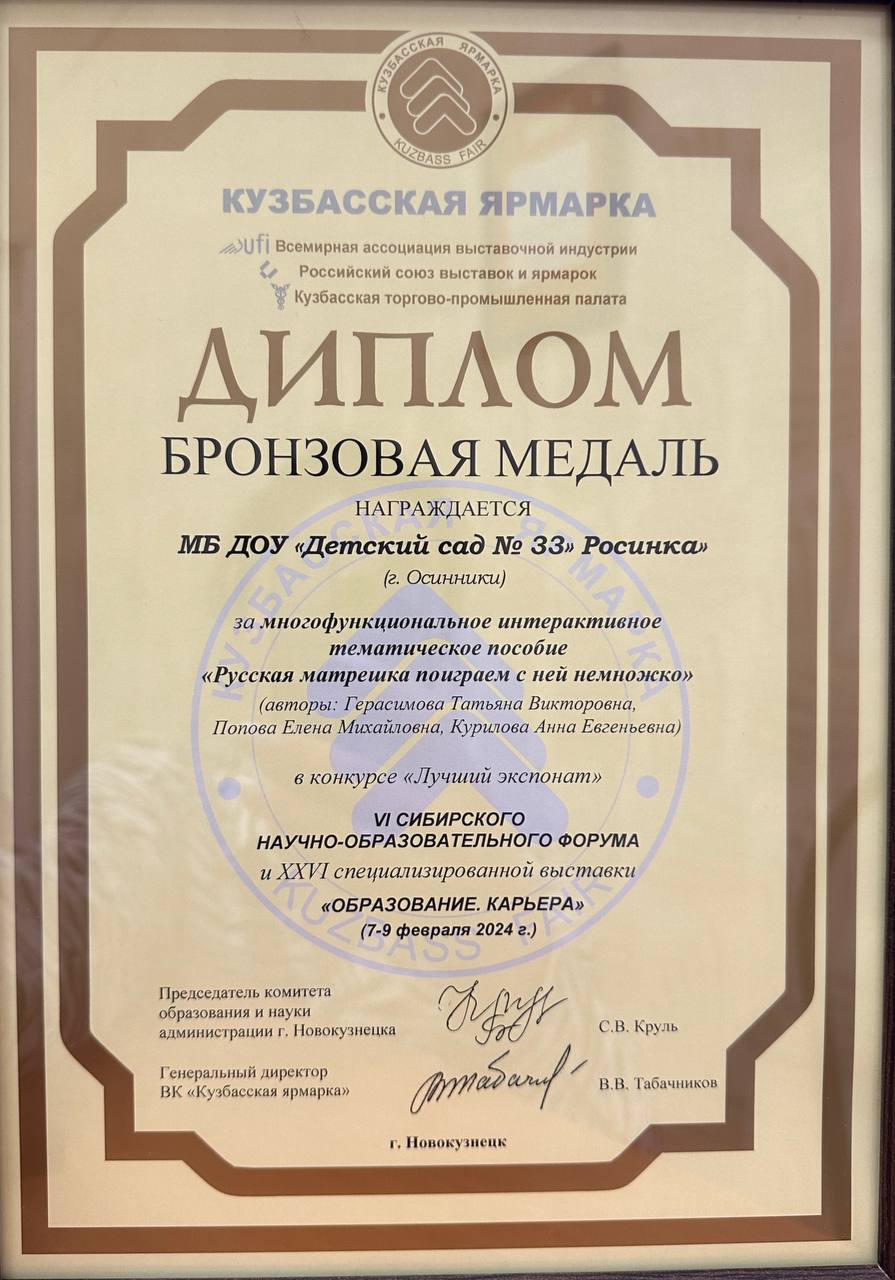 КУЗБАССКАЯ ЯРМАРКА
KUZBASS FAIR
КУЗБАССКАЯ ЯРМАРКА
ufi Всемирная ассоциация выставочной индустрии
Российский союз выставок и ярмарок
Кузбасская торгово-промышленная палата
ДИПЛОМ
БРОНЗОВАЯ МЕДАЛЬ
НАГРАЖДАЕТСЯ
МБ ДОУ «Детский сад № 33» Росинка»
(г. Осинники)
за многофункциональное интерактивное
тематическое пособие
«Русская матрешка поиграем с ней немножко»
(авторы: Герасимова Татьяна Викторовна,
Попова Елена Михайловна, Курилова Анна Евгеньевна)
в конкурсе «Лучший экспонат»
VI СИБИРСКОГО
НАУЧНО-ОБРАЗОВАТЕЛЬНОГО ФОРУМА
и XXVI специализированной выставки
«ОБРАЗОВАНИЕ. КАРЬЕРА»
(7-9 февраля 2024 г.)
КУЗБАССКАЯ ЯРМАРКА
KUZBASS FAIR
Председатель комитета
образования и науки
администрации г. Новокузнецка
С.В. Круль
Генеральный директор
ВК «Кузбасская ярмарка»
В.В. Табачников
г. Новокузнецк